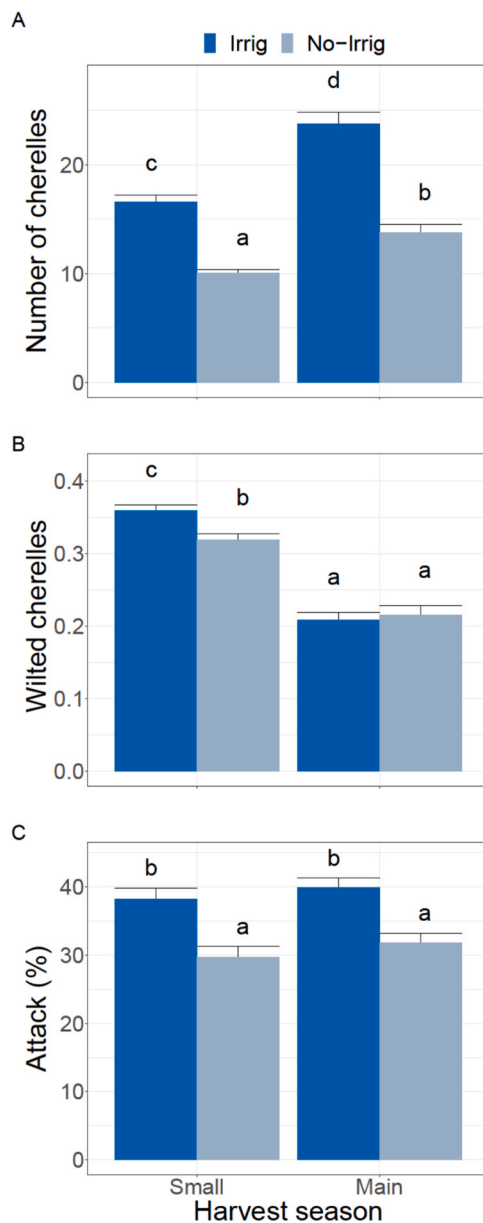 A
Irrig No-Irrig
Number of cherelles
20
10
0
c
a
d
b
B
Wilted cherelles
0.4
0.3
0.2
0.1
0.0
c
b
a
a
C
Attack (%)
40
30
20
10
0
b
a
b
a
Small Main
Harvest season